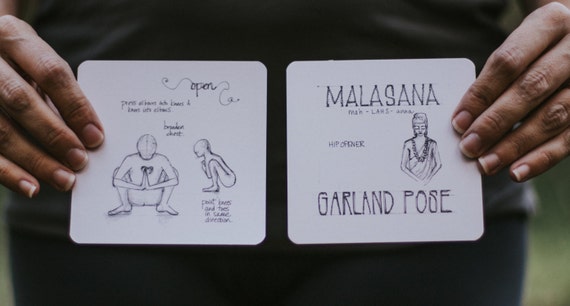 open
press elbows into knees &
knees into elbows
broaden
chest
point knees
and toes
in same
direction
MALASANA
mah - LAHS - anna
HIP OPENER
GARLAND POSE